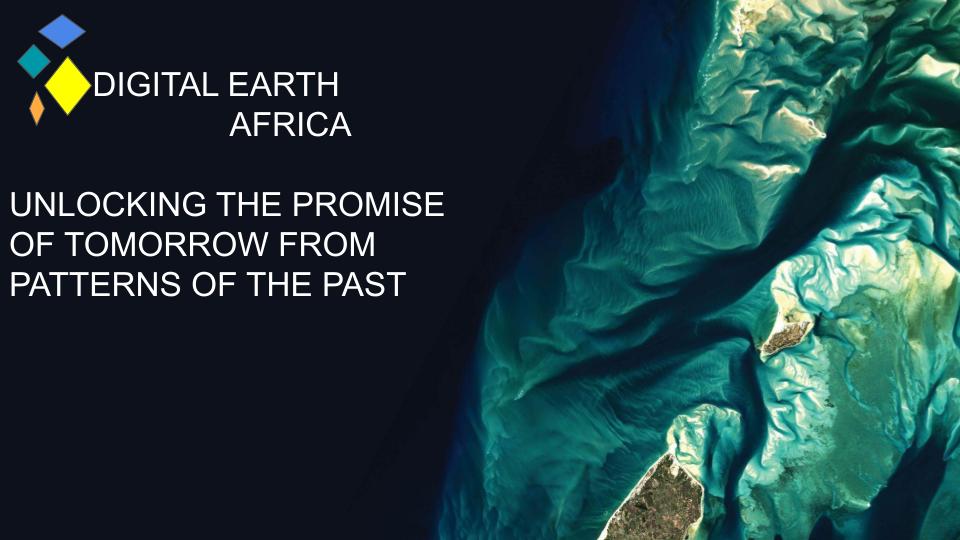 DIGITAL EARTH
AFRICA
UNLOCKING THE PROMISE
OF TOMORROW FROM
PATTERNS OF THE PAST